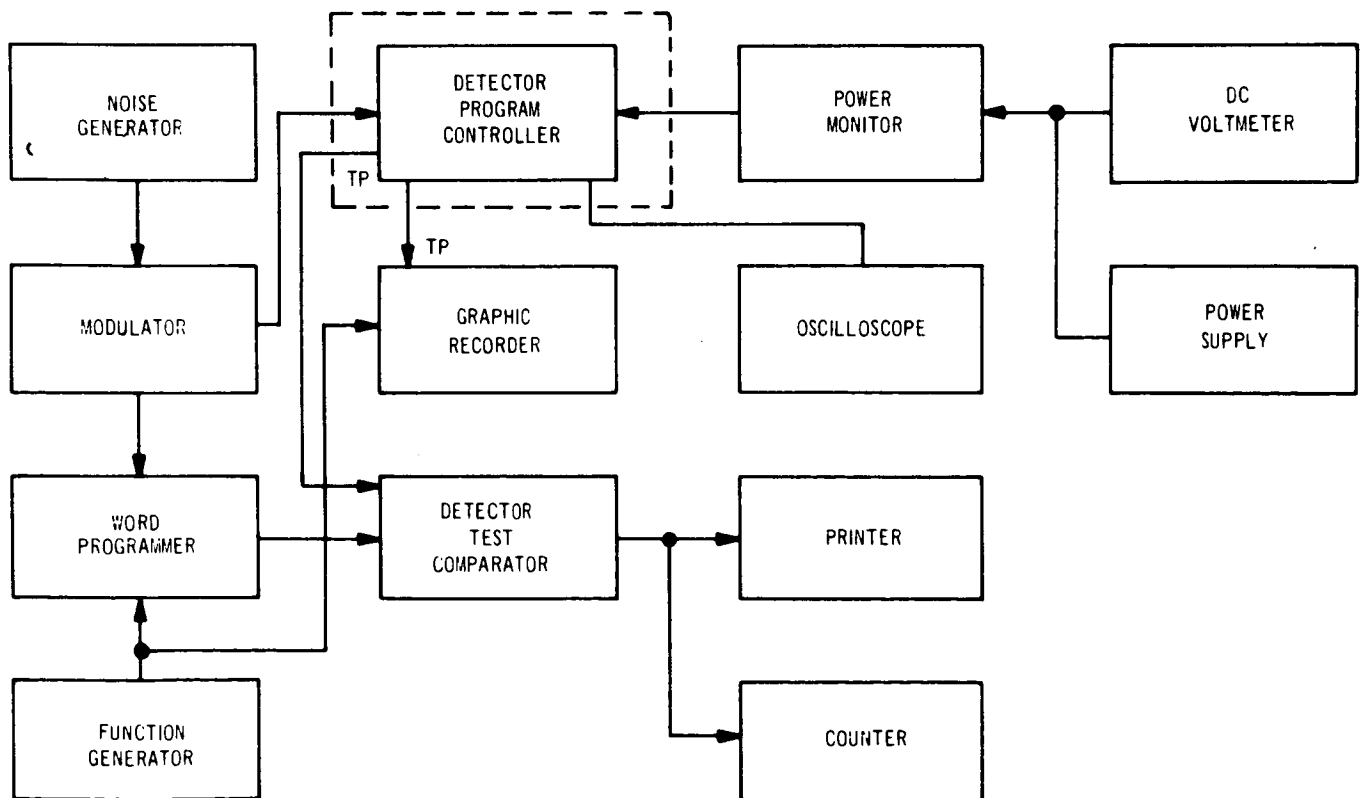 NOISE
GENERATOR
DETECTOR
PROGRAM
CONTROLLER
POWER
MONITOR
DC
VOLTMETER
TP
TP
MODULATOR
GRAPHIC
RECORDER
OSCILLOSCOPE
POWER
SUPPLY
WORD
PROGRAMMER
DETECTOR
TEST
COMPARATOR
PRINTER
FUNCTION
GENERATOR
COUNTER